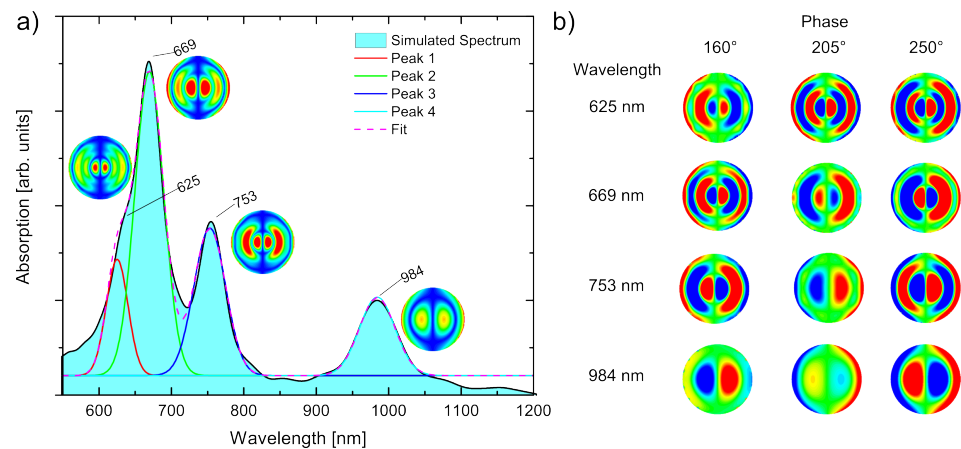 a)
Absorption [arb. units]
669
625
753
984
Simulated Spectrum
Peak 1
Peak 2
Peak 3
Peak 4
Fit
600 700 800 900 1000 1100 1200
Wavelength [nm]
b)
Phase
160° 205° 250°
Wavelength
625 nm
669 nm
753 nm
984 nm